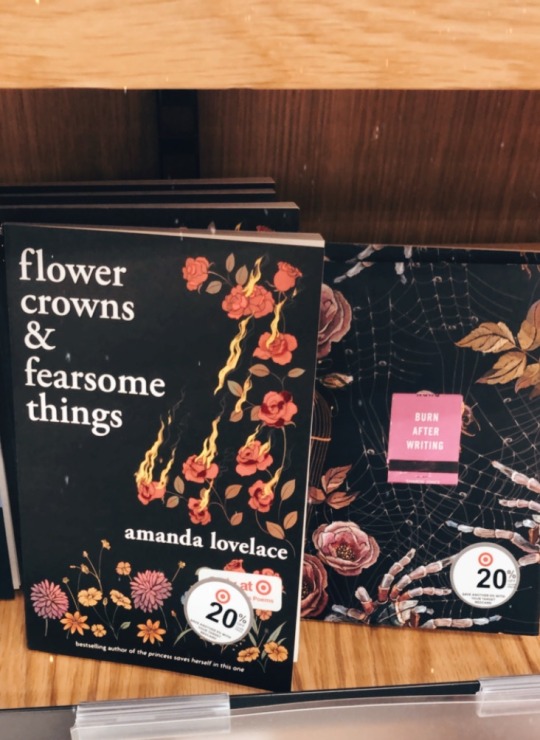 flower
crowns
&
fearsome
things
amanda lovelace
at
20%
bestselling author of the princess saves herself in this one
BURN
AFTER
WRITING
20%